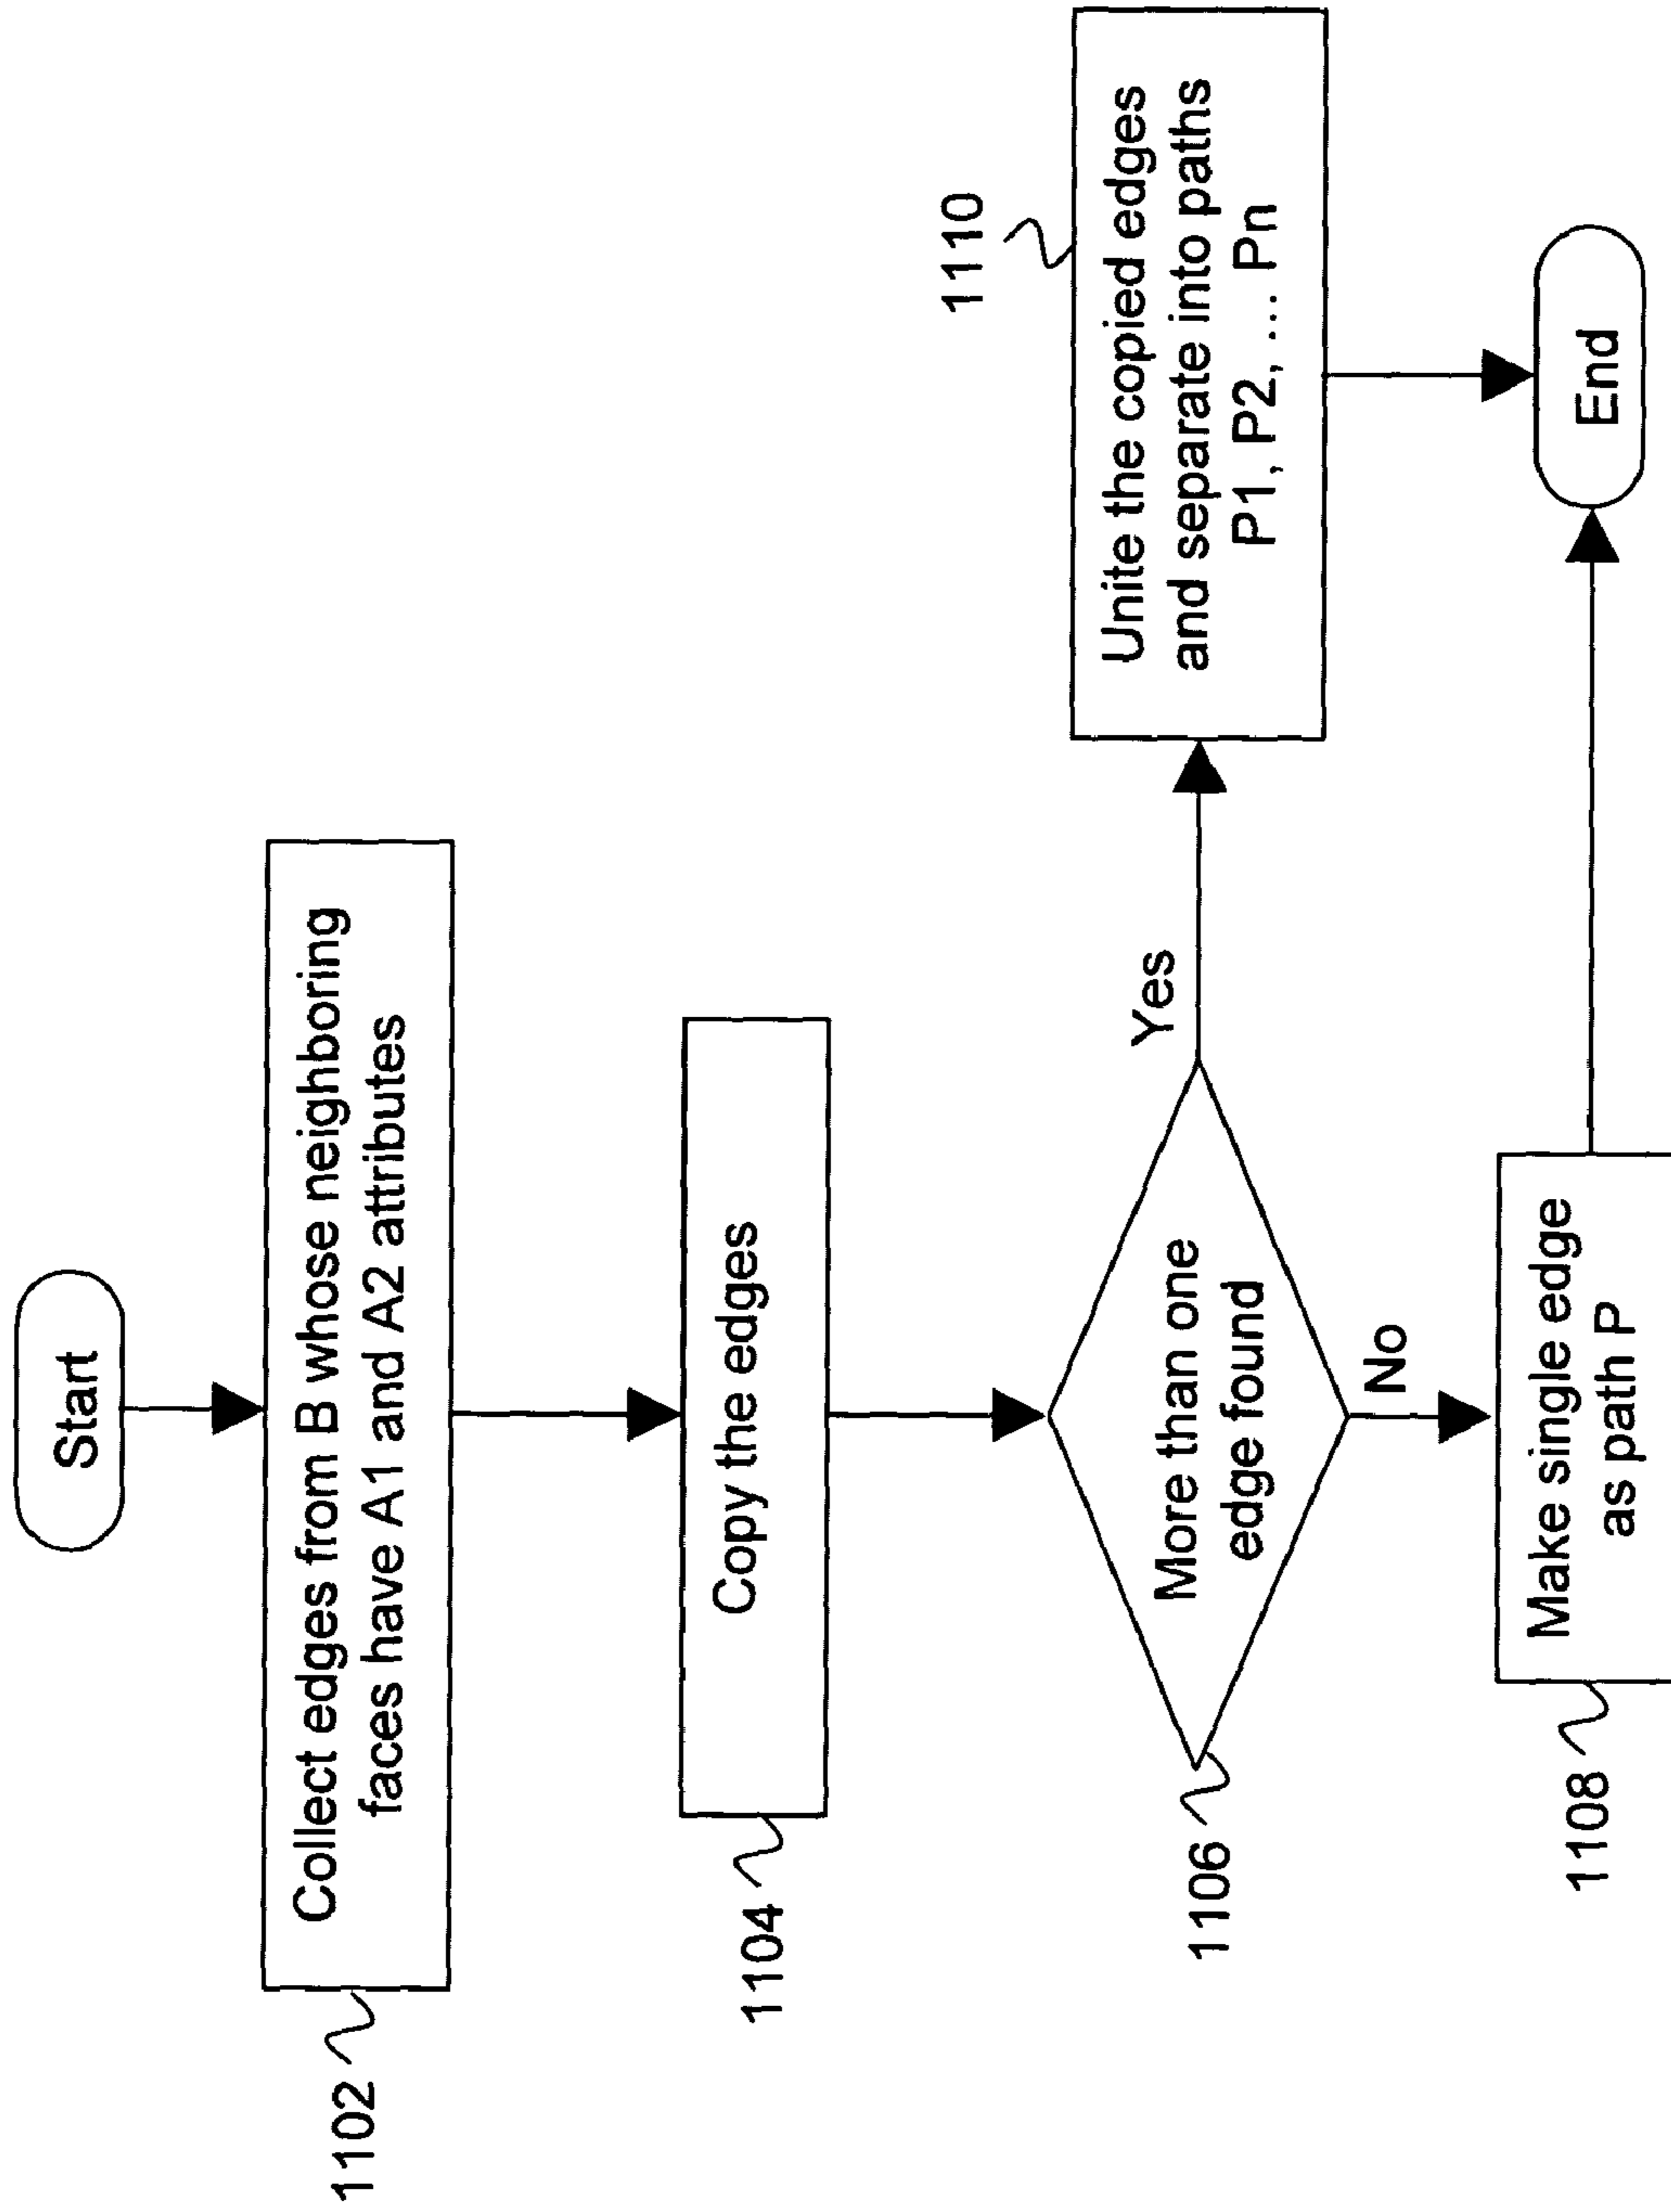 Start
1102
Collect edges from B whose neighboring
faces have A1 and A2 attributes
1104
Copy the edges
1106
More than one
edge found
Yes
No
1110
Unite the copied edges
and separate into paths
P1, P2, ... Pn
1108
Make single edge
as path P
End